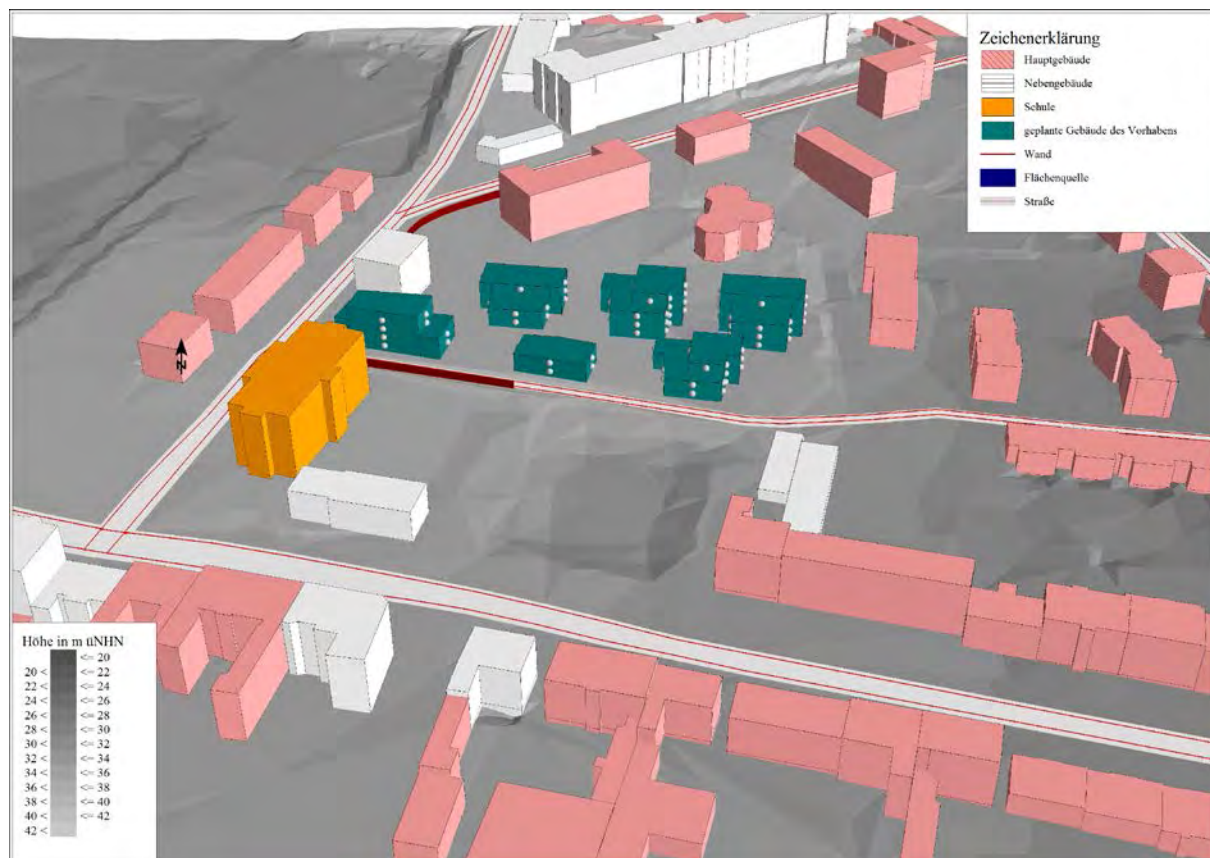 Zeichenerklärung
Hauptgebäude
Nebengebäude
Schule
geplante Gebäude des Vorhabens
Wand
Flächenquelle
Straße
N
Höhe in m üNHN
<= 20
20 < <= 22
22 < <= 24
24 < <= 26
26 < <= 28
28 < <= 30
30 < <= 32
32 < <= 34
34 < <= 36
36 < <= 38
38 < <= 40
40 < <= 42
42 <